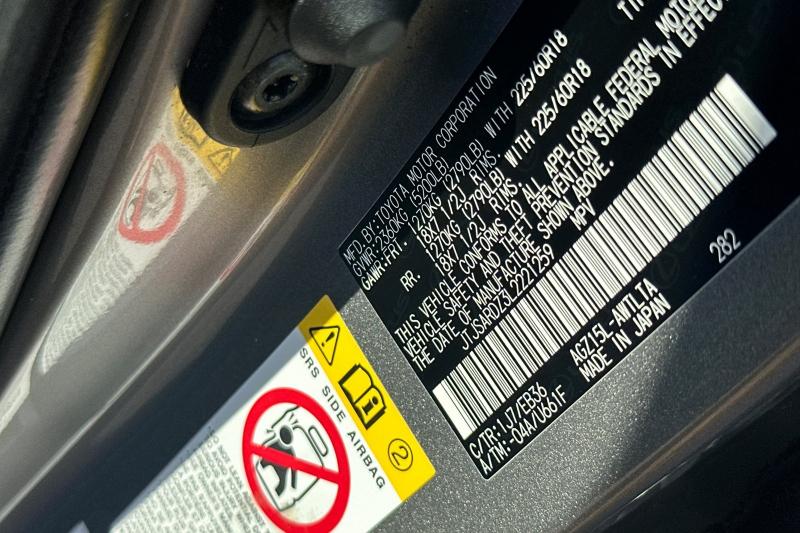 MFD.BY:TOYOTA MOTOR CORPORATION
GVWR:2360KG (5200LB)
GAWR:FRT. 1270KG (2790LB) WITH 225/60R18
18X7 1/2J RIMS,
RR. 1270KG (2790LB) WITH 225/60R18
18X7 1/2J RIMS,
THIS VEHICLE CONFORMS TO ALL APPLICABLE FEDERAL MOTOR
VEHICLE SAFETY AND THEFT PREVENTION STANDARDS IN EFFECT
THE DATE OF MANUFACTURE SHOWN ABOVE.
JTJSARDZ3L2221259 MPV
282
C/TR:1J7/EB36 AGZ15L-AWTLTA
A/TM:-04A/U661F MADE IN JAPAN
SRS SIDE AIRBAG
2